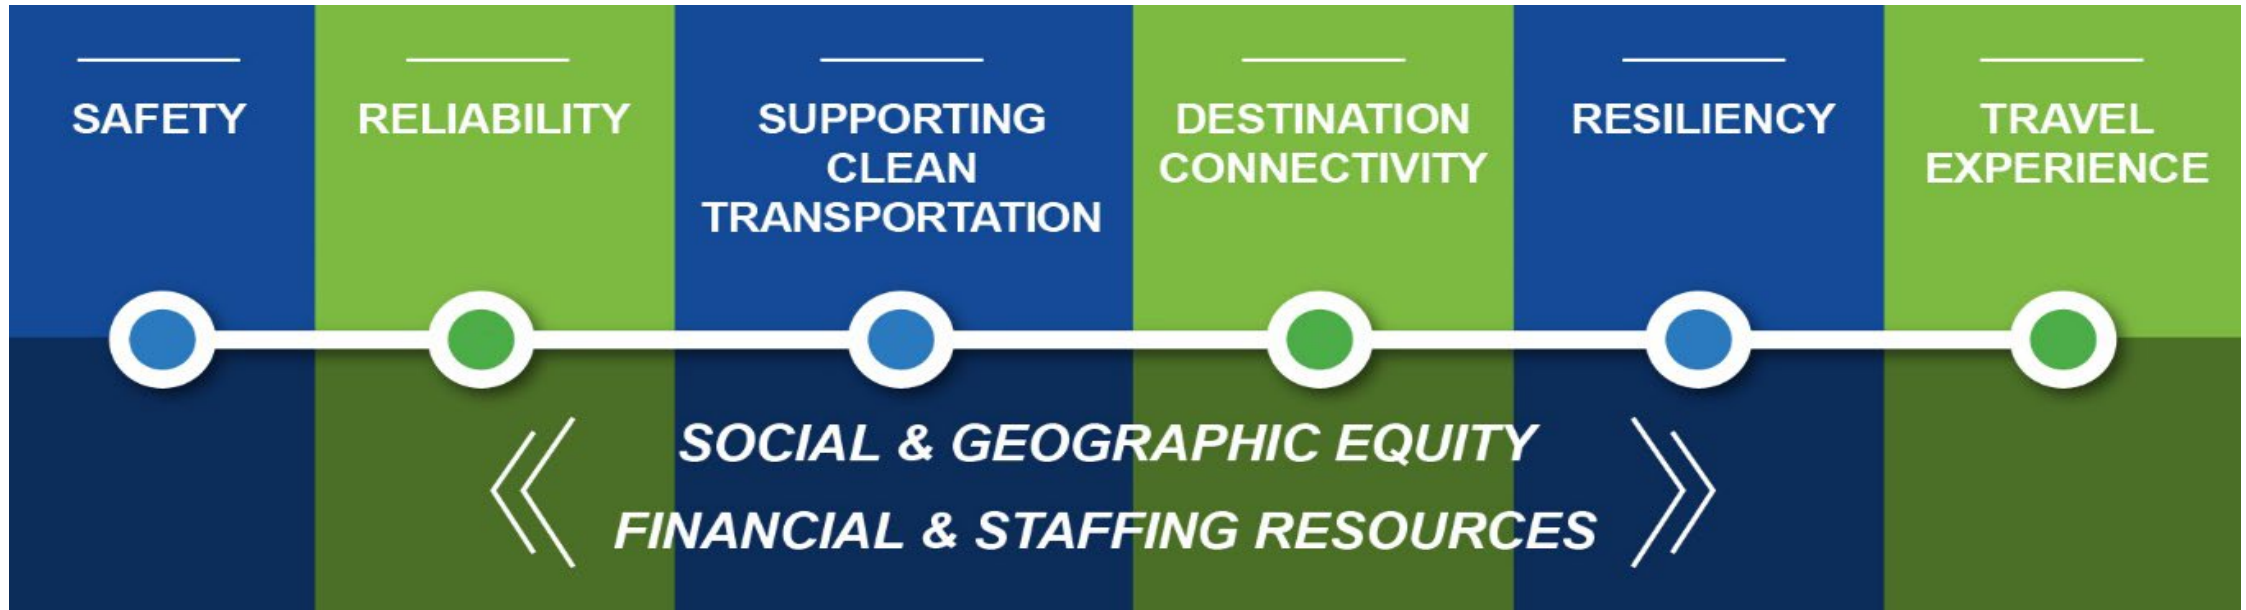 SAFETY
RELIABILITY
SUPPORTING
CLEAN
TRANSPORTATION
DESTINATION
CONNECTIVITY
RESILIENCY
TRAVEL
EXPERIENCE
SOCIAL & GEOGRAPHIC EQUITY
FINANCIAL & STAFFING RESOURCES